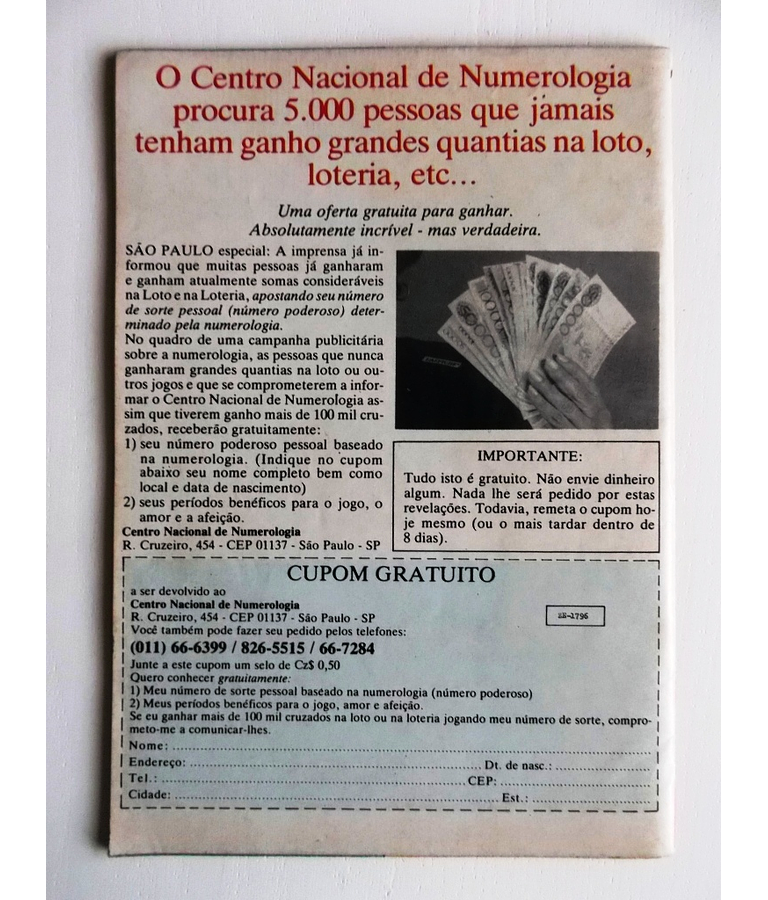 O Centro Nacional de Numerologia
procura 5.000 pessoas que jamais
tenham ganho grandes quantias na loto,
loteria, etc...
Uma oferta gratuita para ganhar.
Absolutamente incrível - mas verdadeira.
SÃO PAULO especial: A imprensa já in-
formou que muitas pessoas já ganharam
e ganham atualmente somas consideráveis
na Loto e na Loteria, apostando seu número
de sorte pessoal (número poderoso) deter-
minado pela numerologia.
No quadro de uma campanha publicitária
sobre a numerologia, as pessoas que nunca
ganharam grandes quantias na loto ou ou-
tros jogos e que se comprometerem a infor-
mar o Centro Nacional de Numerologia as-
sim que tiverem ganho mais de 100 mil cru-
zados, receberão gratuitamente:
1) seu número poderoso pessoal baseado
na numerologia. (Indique no cupom
abaixo seu nome completo bem como
local e data de nascimento)
2) seus períodos benéficos para o jogo, o
amor e a afeição.
Centro Nacional de Numerologia
R. Cruzeiro, 454 - CEP 01137 - São Paulo - SP
IMPORTANTE:
Tudo isto é gratuito. Não envie dinheiro
algum. Nada lhe será pedido por estas
revelações. Todavia, remeta o cupom ho-
je mesmo (ou o mais tardar dentro de
8 dias).
CUPOM GRATUITO
a ser devolvido ao
Centro Nacional de Numerologia
R. Cruzeiro, 454 - CEP 01137 - São Paulo - SP
Você também pode fazer seu pedido pelos telefones:
(011) 66-6399 / 826-5515 / 66-7284
Junte a este cupom um selo de Cz$ 0,50
Quero conhecer gratuitamente:
1) Meu número de sorte pessoal baseado na numerologia (número poderoso)
2) Meus períodos benéficos para o jogo, amor e afeição.
Se eu ganhar mais de 100 mil cruzados na loto ou na loteria jogando meu número de sorte, compro-
meto-me a comunicar-lhes.
Nome:
Endereço: Dt. de nasc.:
Tel.: CEP:
Cidade: Est.: